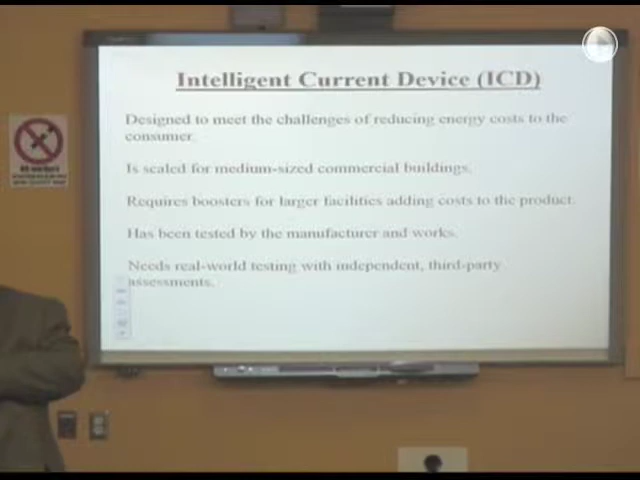 Intelligent Current Device (ICD)
Designed to meet the challenges of reducing energy costs to the
consumer.
Is scaled for medium-sized commercial buildings.
Requires boosters for larger facilities adding costs to the product.
Has been tested by the manufacturer and works.
Needs real-world testing with independent, third-party
assessments.